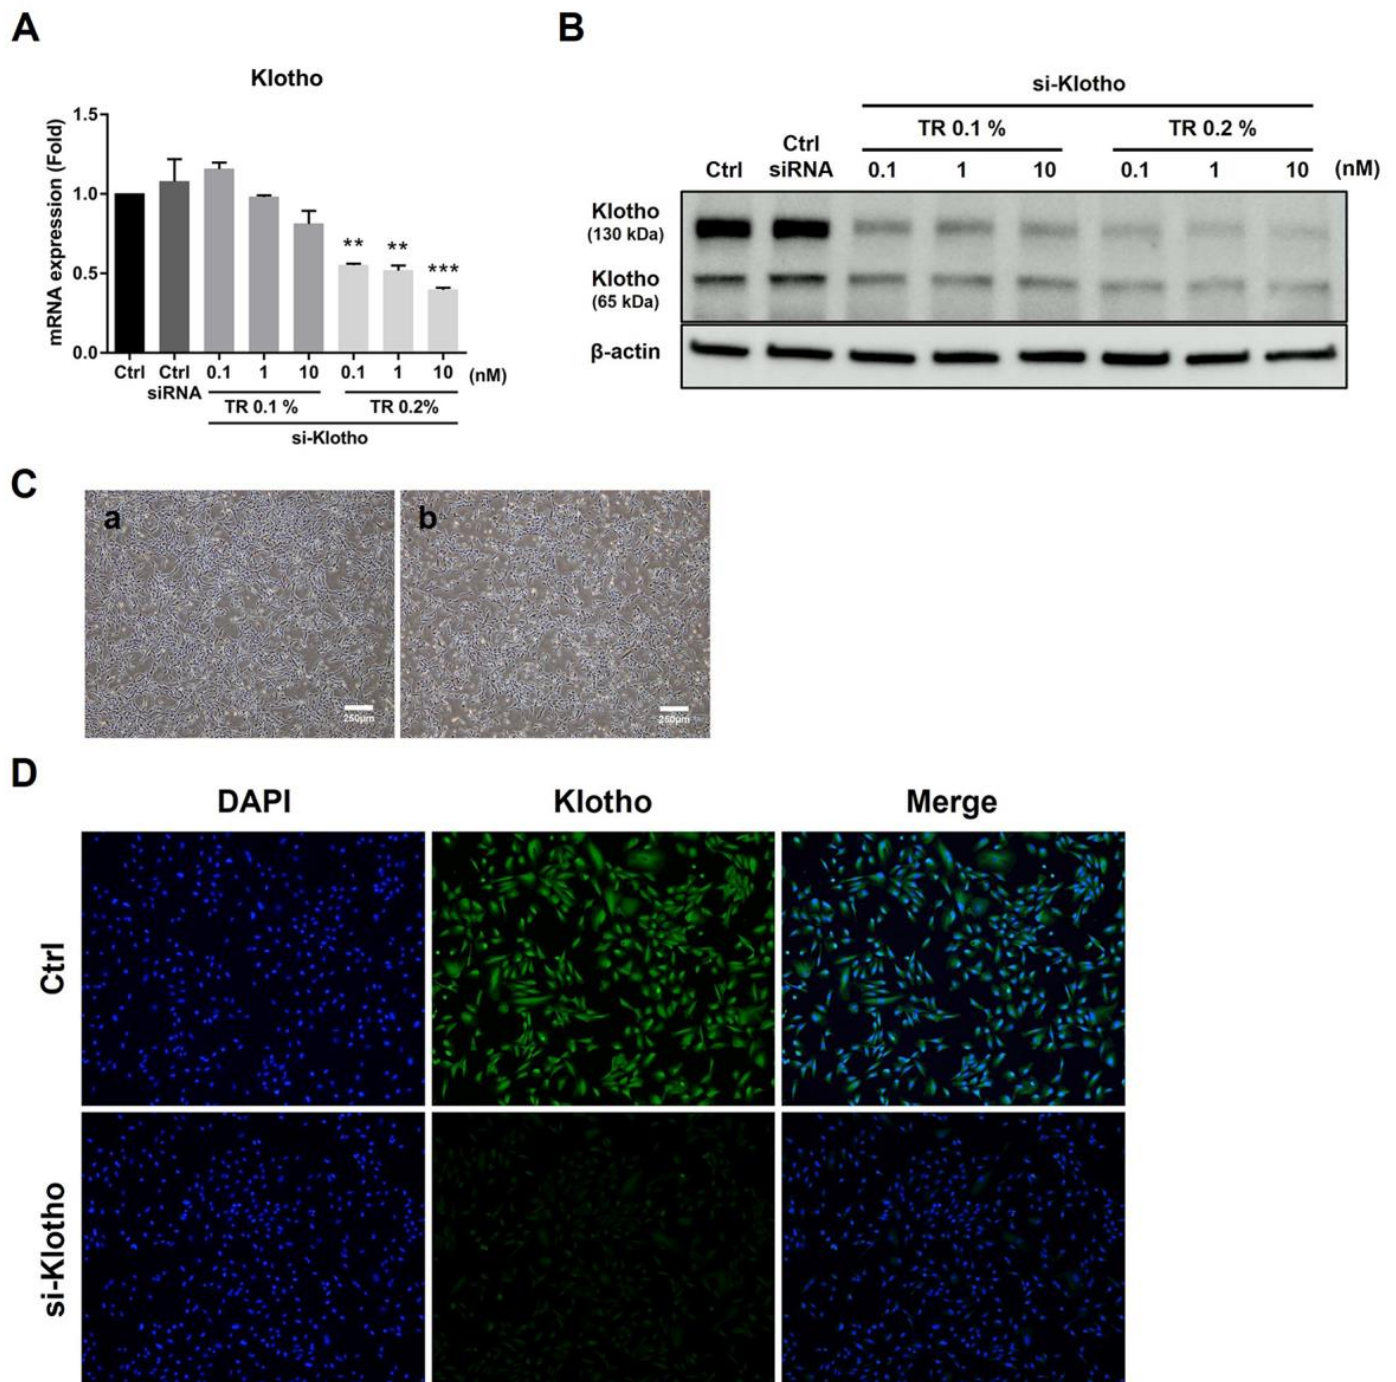 A
Klotho
mRNA expression (Fold)
1.5
1.0
0.5
0.0
** ** ***
Ctrl Ctrl siRNA 0.1 1 10 0.1 1 10 (nM)
TR 0.1 % TR 0.2%
si-Klotho
B
si-Klotho
TR 0.1 % TR 0.2 %
Ctrl Ctrl siRNA 0.1 1 10 0.1 1 10 (nM)
Klotho
(130 kDa)
Klotho
(65 kDa)
β-actin
C
a b
250μm 250μm
D
DAPI Klotho Merge
Ctrl
si-Klotho